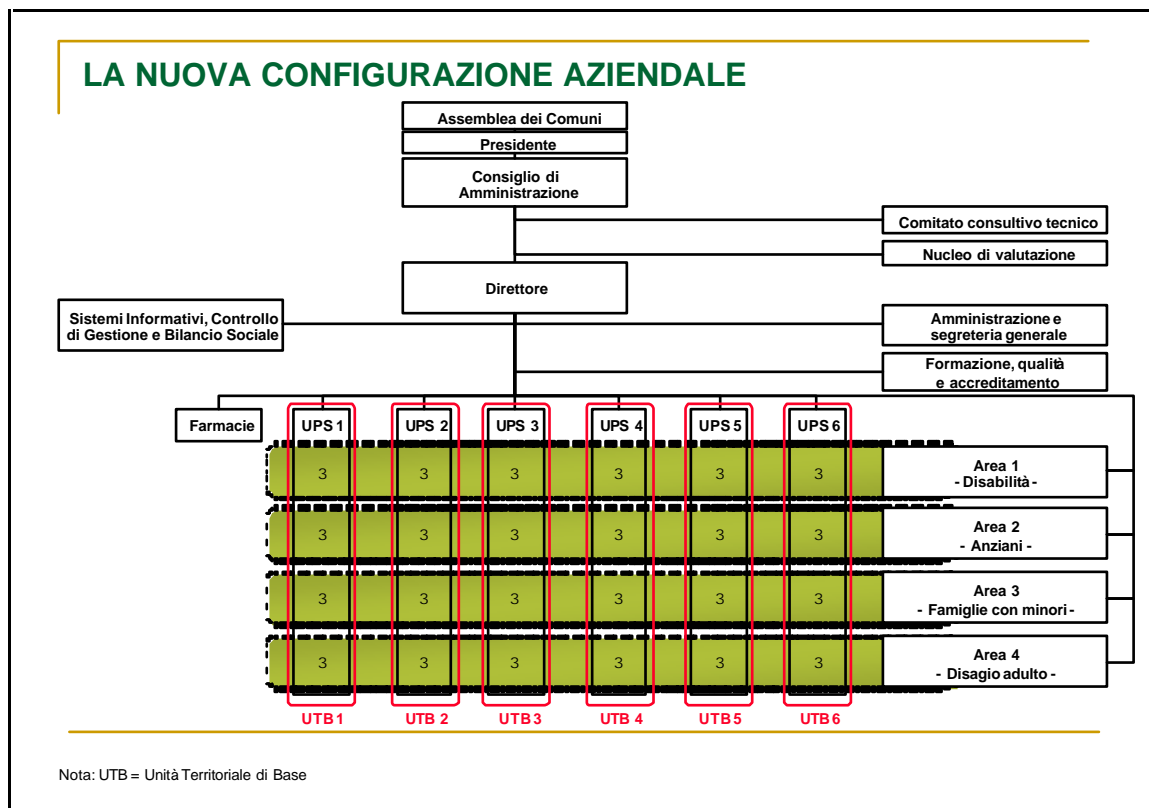 LA NUOVA CONFIGURAZIONE AZIENDALE
Assemblea dei Comuni
Presidente
Consiglio di
Amministrazione
Comitato consultivo tecnico
Nucleo di valutazione
Direttore
Sistemi Informativi, Controllo
di Gestione e Bilancio Sociale
Amministrazione e
segreteria generale
Formazione, qualità
e accreditamento
Farmacie
UPS 1 UPS 2 UPS 3 UPS 4 UPS 5 UPS 6
3 3 3 3 3 3
Area 1
- Disabilità -
3 3 3 3 3 3
Area 2
- Anziani -
3 3 3 3 3 3
Area 3
- Famiglie con minori -
3 3 3 3 3 3
Area 4
- Disagio adulto -
UTB 1 UTB 2 UTB 3 UTB 4 UTB 5 UTB 6
Nota: UTB = Unità Territoriale di Base